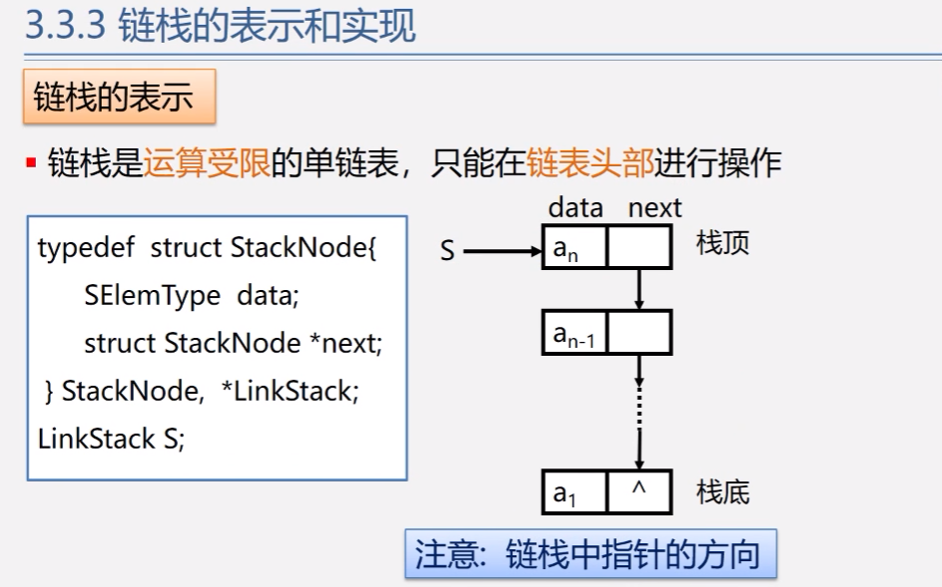 3.3.3 链栈的表示和实现
链栈的表示
链栈是运算受限的单链表，只能在链表头部进行操作
typedef struct StackNode{
SElemType data;
struct StackNode *next;
} StackNode, *LinkStack;
LinkStack S;
data next
S
aₙ
栈顶
aₙ₋₁
a₁ ^
栈底
注意: 链栈中指针的方向